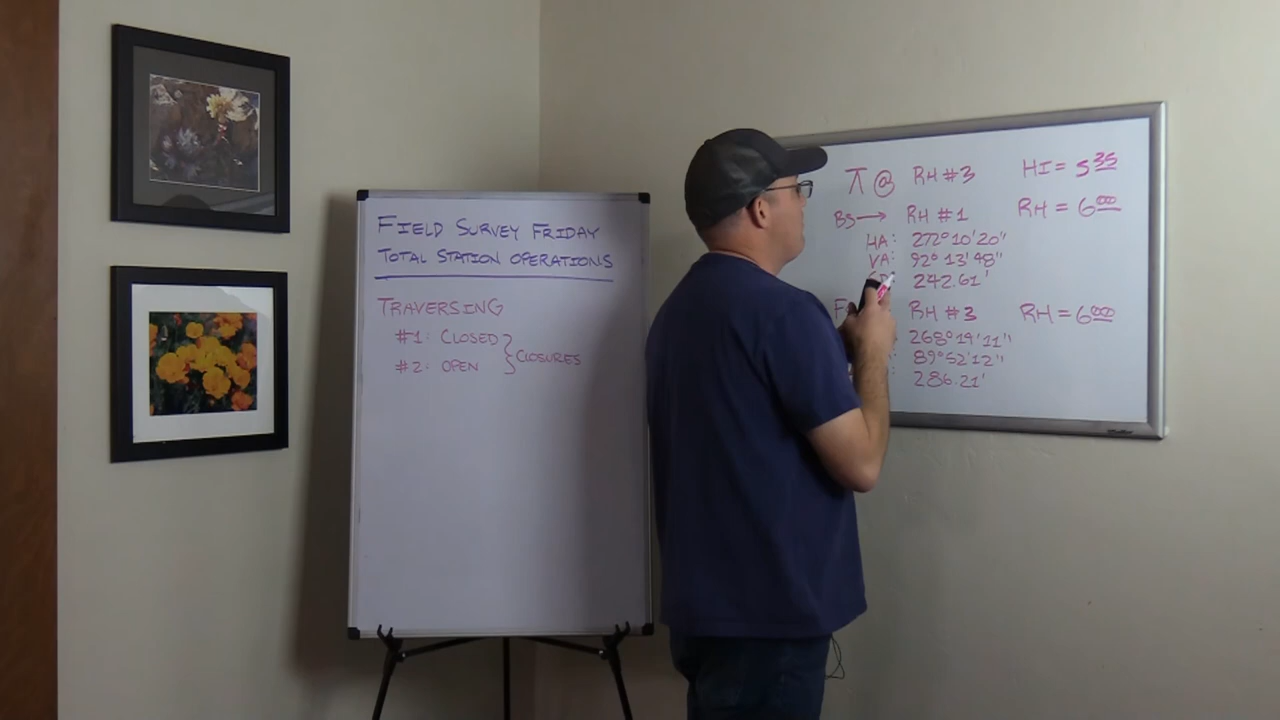 FIELD SURVEY FRIDAY
TOTAL STATION OPERATIONS
TRAVERSING
#1: CLOSED
#2: OPEN
} CLOSURES
⊼ @ RH #3 HI = 5.35
RH = 6.00
BS → RH #1
HA: 272° 10' 20"
VA: 92° 13' 48"
242.61'
RH #3 RH = 6.00
268° 19' 11"
89° 52' 12"
286.21'